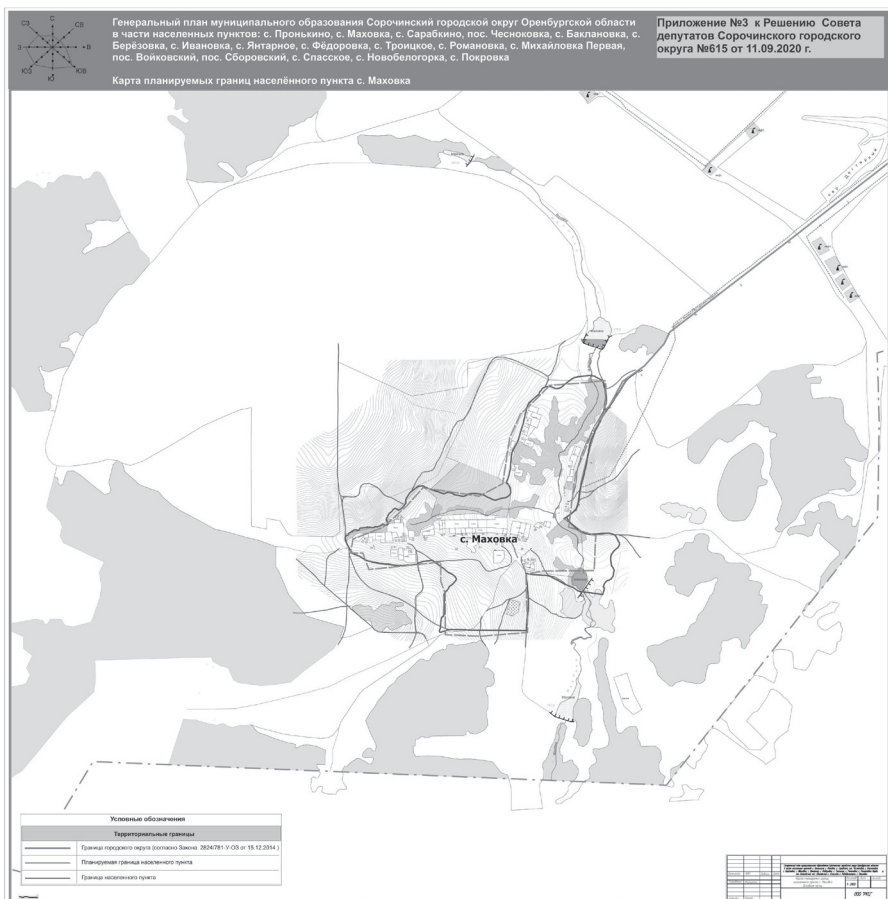 С
СВ
В
ЮВ
Ю
ЮЗ
З
СЗ
Генеральный план муниципального образования Сорочинский городской округ Оренбургской области
в части населенных пунктов: с. Пронькино, с. Маховка, с. Сарабкино, пос. Чесноковка, с. Баклановка, с.
Берёзовка, с. Ивановка, с. Янтарное, с. Фёдоровка, с. Троицкое, с. Романовка, с. Михайловка Первая,
пос. Войковский, пос. Сборовский, с. Спасское, с. Новобелогорка, с. Покровка
Карта планируемых границ населённого пункта с. Маховка
Приложение №3 к Решению Совета
депутатов Сорочинского городского
округа №615 от 11.09.2020 г.
с. Маховка
Условные обозначения
Территориальные границы
Граница городского округа (согласно Закона 2824/781-V-ОЗ от 15.12.2014 )
Планируемая граница населенного пункта
Граница населенного пункта